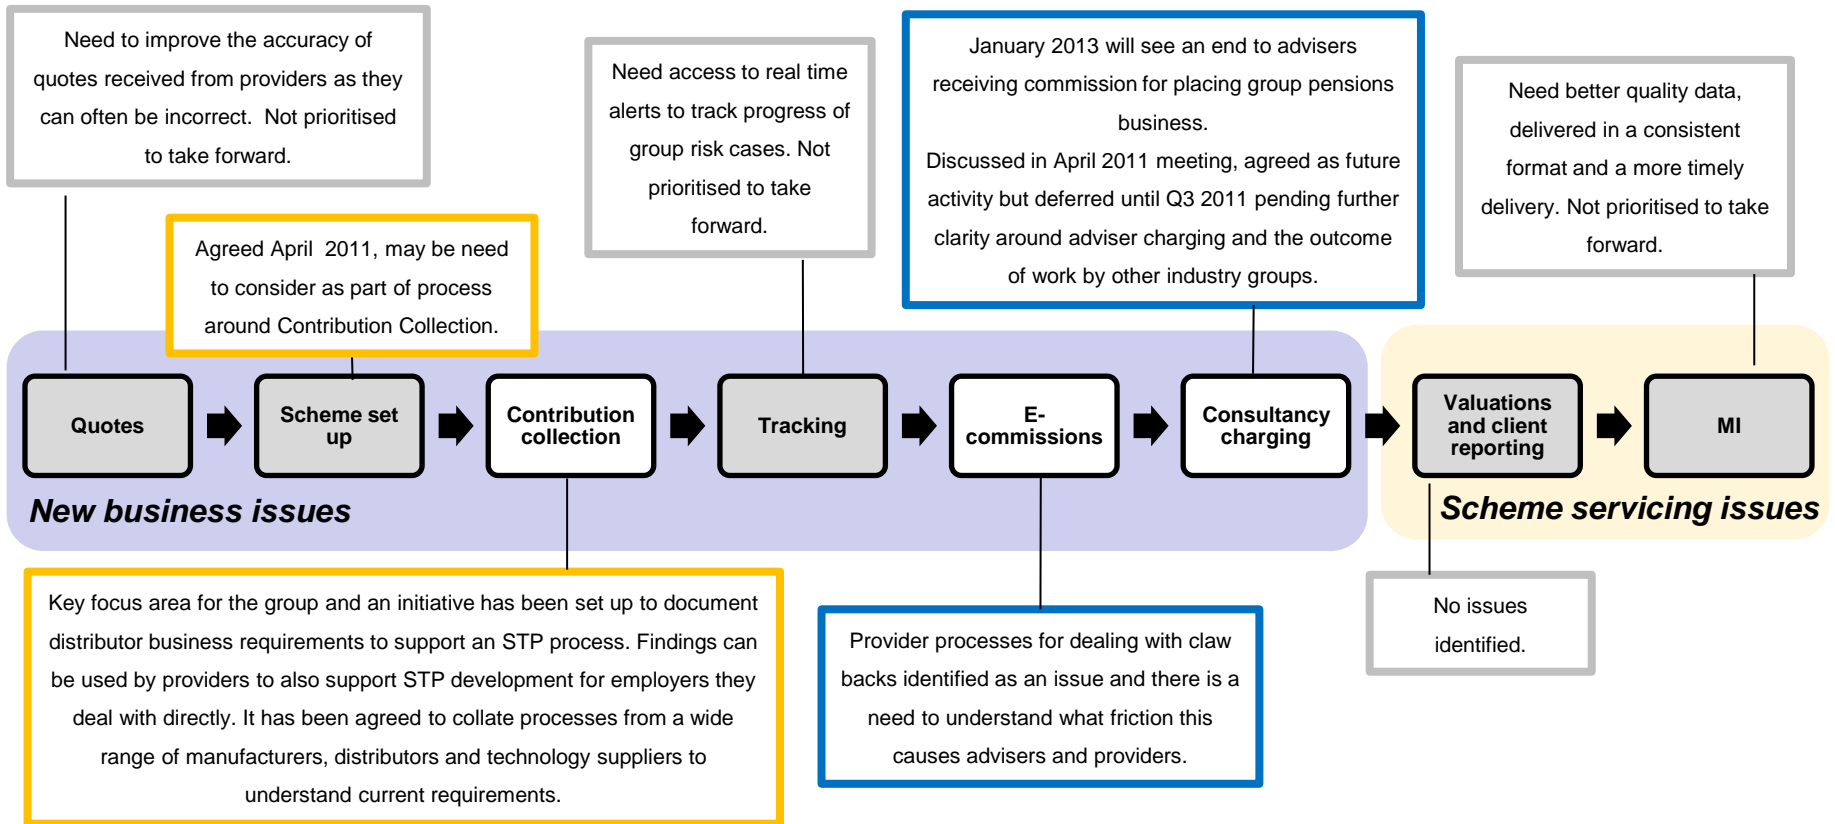 Need to improve the accuracy of
quotes received from providers as they
can often be incorrect.  Not prioritised
to take forward.
Agreed April  2011, may be need
to consider as part of process
around Contribution Collection.
Need access to real time
alerts to track progress of
group risk cases. Not
prioritised to take
forward.
January 2013 will see an end to advisers
receiving commission for placing group pensions
business.
Discussed in April 2011 meeting, agreed as future
activity but deferred until Q3 2011 pending further
clarity around adviser charging and the outcome
of work by other industry groups.
Need better quality data,
delivered in a consistent
format and a more timely
delivery. Not prioritised to take
forward.
Quotes
Scheme set
up
Contribution
collection
Tracking
E-
commissions
Consultancy
charging
Valuations
and client
reporting
MI
New business issues
Scheme servicing issues
Key focus area for the group and an initiative has been set up to document
distributor business requirements to support an STP process. Findings can
be used by providers to also support STP development for employers they
deal with directly. It has been agreed to collate processes from a wide
range of manufacturers, distributors and technology suppliers to
understand current requirements.
Provider processes for dealing with claw
backs identified as an issue and there is a
need to understand what friction this
causes advisers and providers.
No issues
identified.